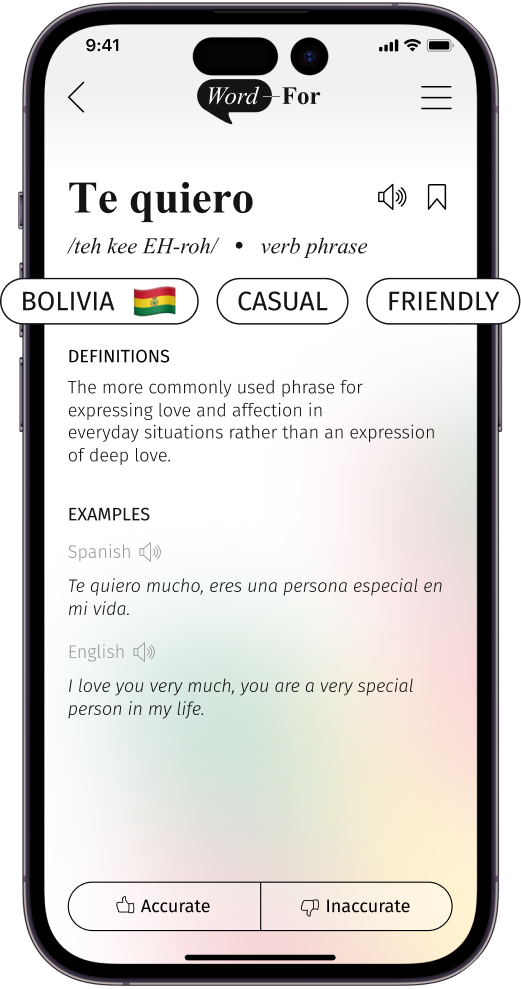 9:41
Word-For
Te quiero
/teh kee EH-roh/ • verb phrase
BOLIVIA CASUAL FRIENDLY
DEFINITIONS
The more commonly used phrase for
expressing love and affection in
everyday situations rather than an expression
of deep love.
EXAMPLES
Spanish
Te quiero mucho, eres una persona especial en
mi vida.
English
I love you very much, you are a very special
person in my life.
Accurate Inaccurate